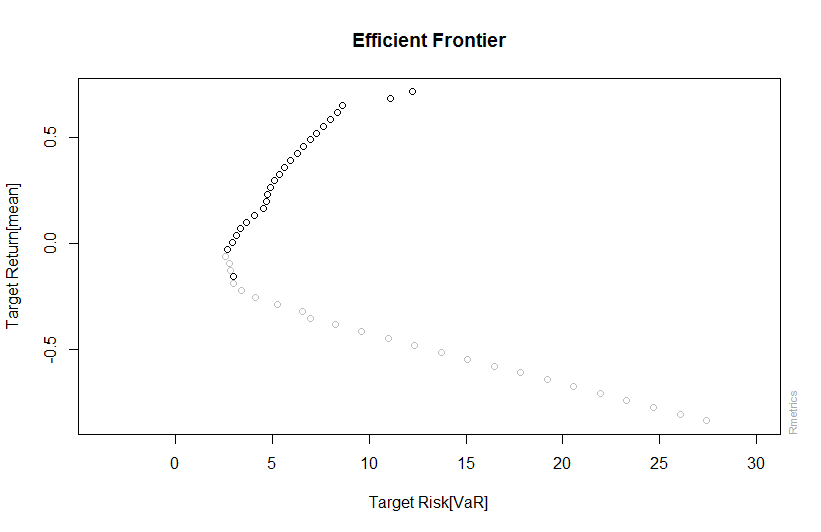 Efficient Frontier
Target Return[mean]
0.5
0.0
-0.5
0
5
10
15
20
25
30
Target Risk[VaR]
Rmetrics